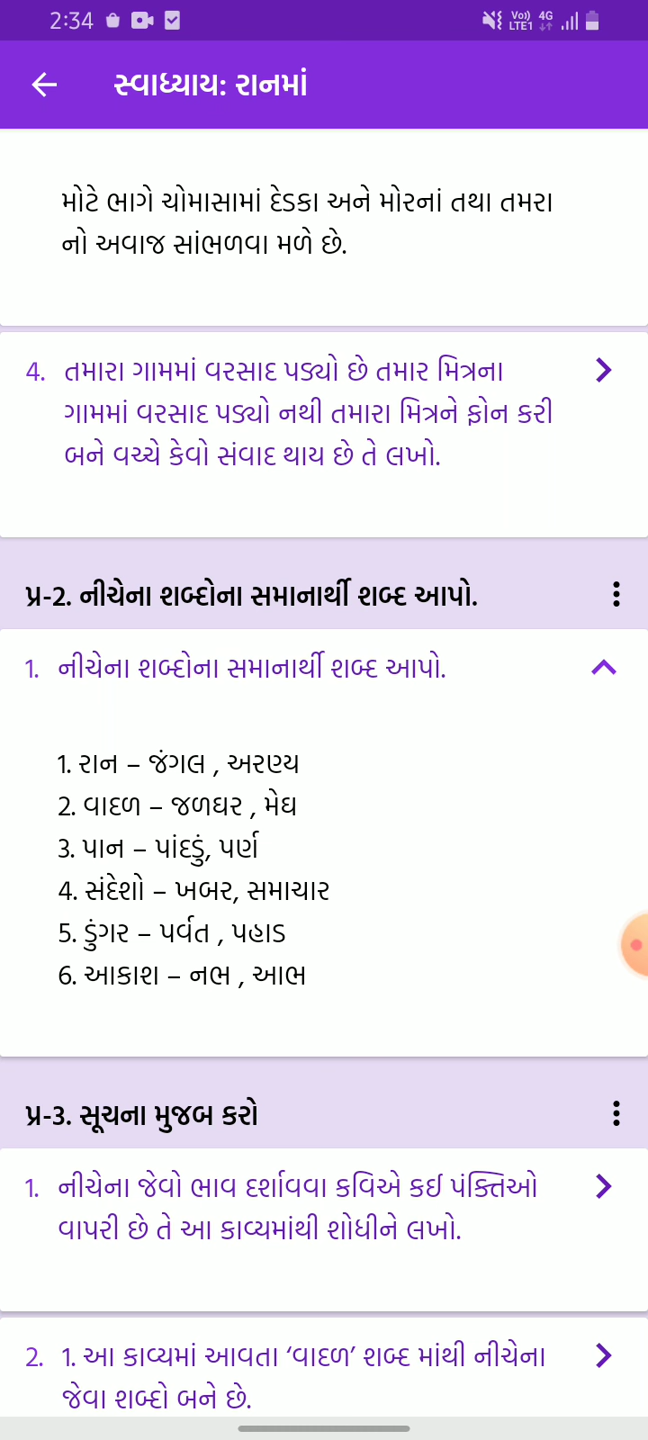 2:34
Vo)) 4G
LTE1
સ્વાધ્યાય: રાનમાં
મોટે ભાગે ચોમાસામાં દેડકા અને મોરનાં તથા તમરા
નો અવાજ સાંભળવા મળે છે.
4. તમારા ગામમાં વરસાદ પડ્યો છે તમાર મિત્રના
ગામમાં વરસાદ પડ્યો નથી તમારા મિત્રને ફોન કરી
બને વચ્ચે કેવો સંવાદ થાય છે તે લખો.
પ્ર-2. નીચેના શબ્દોના સમાનાર્થી શબ્દ આપો.
1. નીચેના શબ્દોના સમાનાર્થી શબ્દ આપો.
1. રાન – જંગલ , અરણ્ય
2. વાદળ – જળઘર , મેઘ
3. પાન – પાંદડું, પર્ણ
4. સંદેશો – ખબર, સમાચાર
5. ડુંગર – પર્વત , પહાડ
6. આકાશ – નભ , આભ
પ્ર-3. સૂચના મુજબ કરો
1. નીચેના જેવો ભાવ દર્શાવવા કવિએ કઈ પંક્તિઓ
વાપરી છે તે આ કાવ્યમાંથી શોધીને લખો.
2. 1. આ કાવ્યમાં આવતા ‘વાદળ’ શબ્દ માંથી નીચેના
જેવા શબ્દો બને છે.